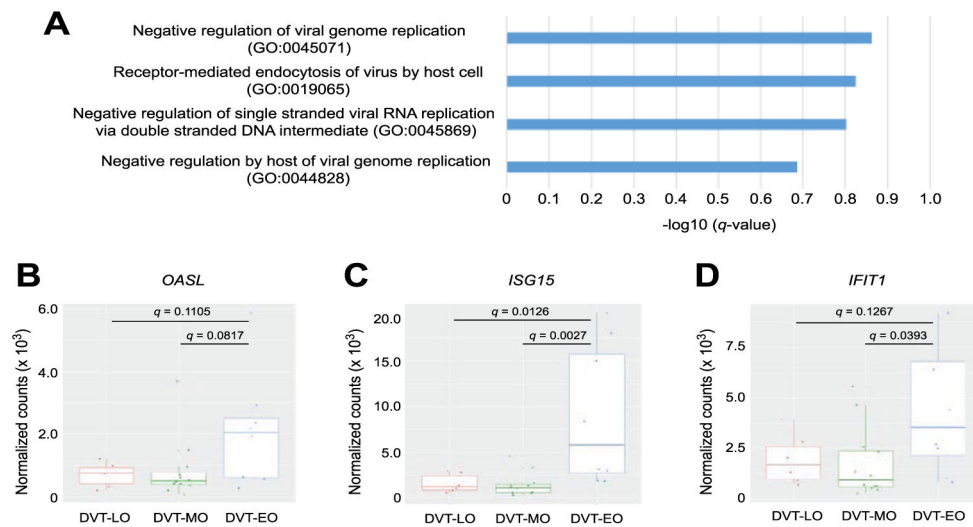 A
Negative regulation of viral genome replication
(GO:0045071)
Receptor-mediated endocytosis of virus by host cell
(GO:0019065)
Negative regulation of single stranded viral RNA replication
via double stranded DNA intermediate (GO:0045869)
Negative regulation by host of viral genome replication
(GO:0044828)
0 0.1 0.2 0.3 0.4 0.5 0.6 0.7 0.8 0.9 1.0
-log10 (q-value)
B
OASL
Normalized counts (x 10³)
6.0
4.0
2.0
0
q = 0.1105
q = 0.0817
DVT-LO DVT-MO DVT-EO
C
ISG15
Normalized counts (x 10³)
20.0
15.0
10.0
5.0
0
q = 0.0126
q = 0.0027
DVT-LO DVT-MO DVT-EO
D
IFIT1
Normalized counts (x 10³)
7.5
5.0
2.5
0
q = 0.1267
q = 0.0393
DVT-LO DVT-MO DVT-EO